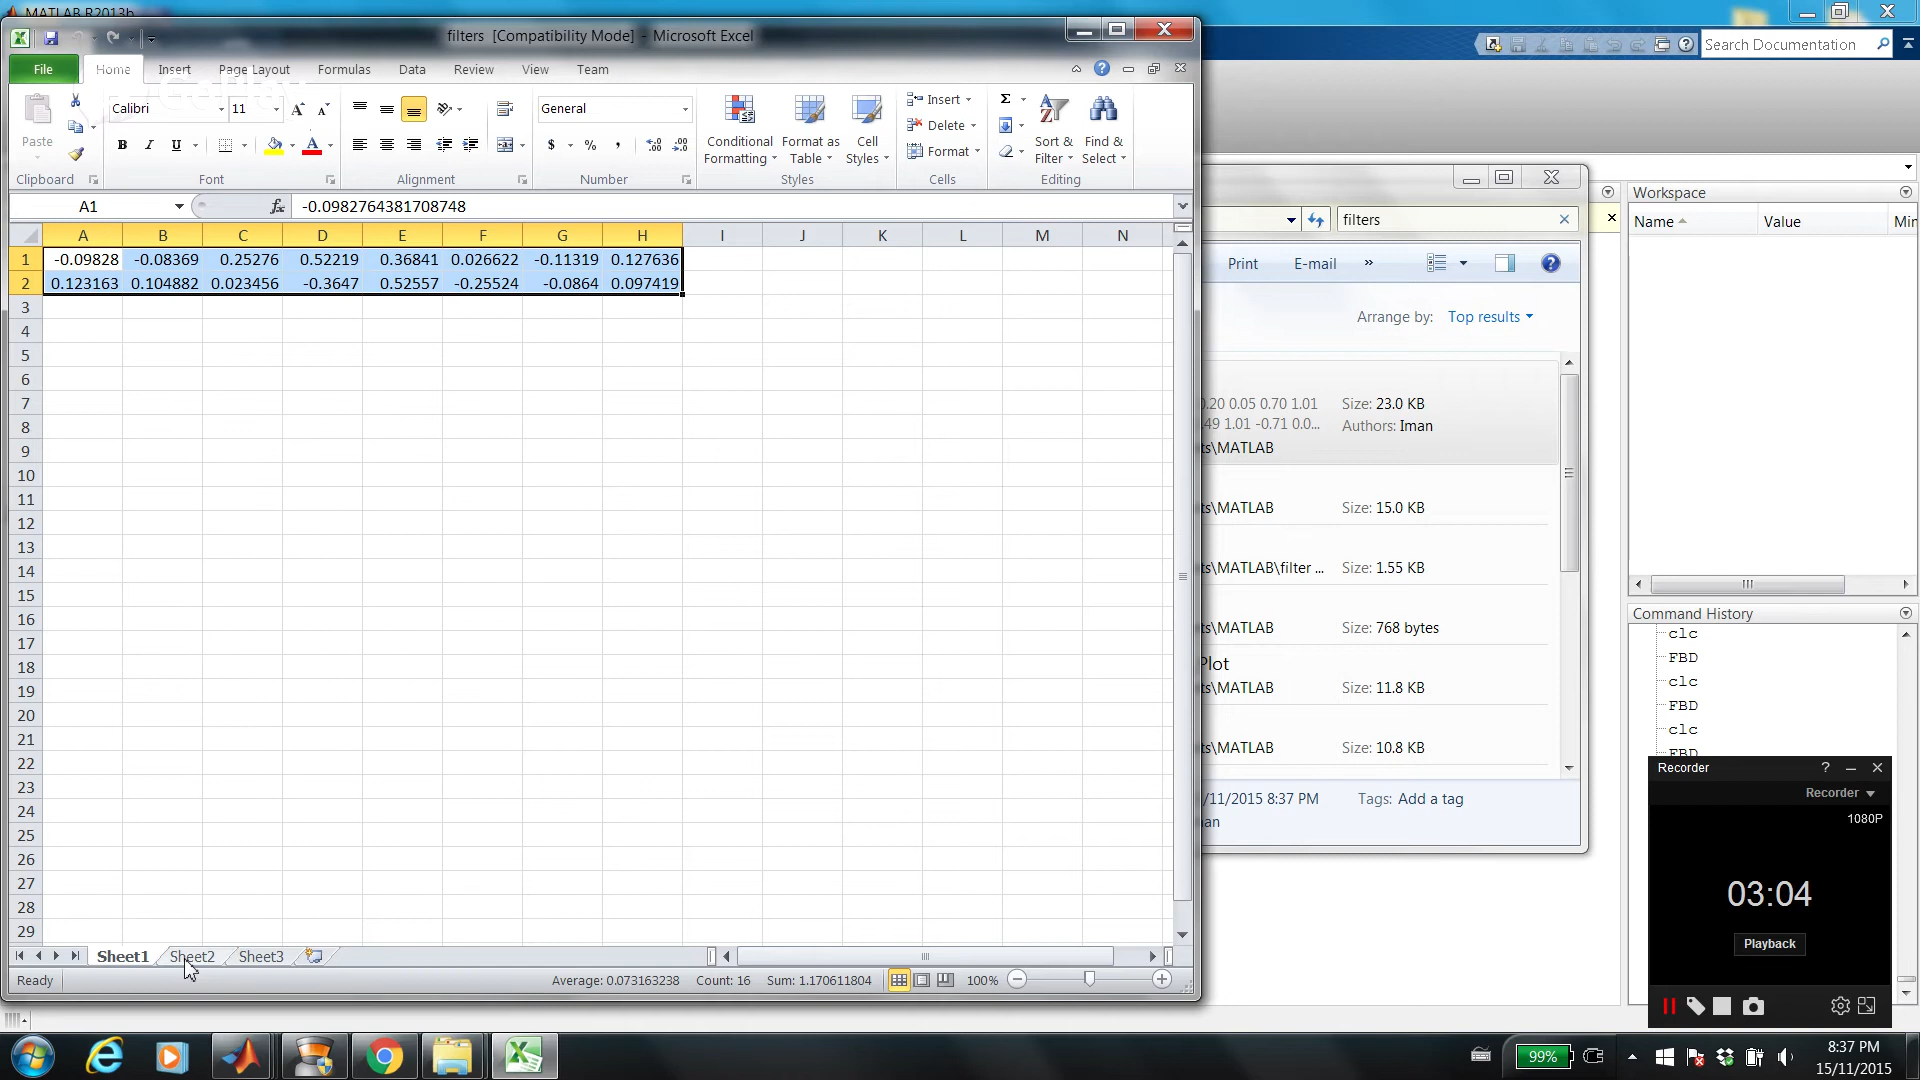 MATLAB R2013b
filters [Compatibility Mode] - Microsoft Excel
Search Documentation
File Home Insert Page Layout Formulas Data Review View Team
Paste
Calibri 11
General
Conditional
Formatting
Format as
Table
Cell
Styles
Insert
Delete
Format
Sort &
Filter
Find &
Select
Clipboard Font Alignment Number Styles Cells Editing
A1 fx -0.0982764381708748
A B C D E F G H I J K L M N
1 -0.09828 -0.08369 0.25276 0.52219 0.36841 0.026622 -0.11319 0.127636
2 0.123163 0.104882 0.023456 -0.3647 0.52557 -0.25524 -0.0864 0.097419
3
4
5
6
7
8
9
10
11
12
13
14
15
16
17
18
19
20
21
22
23
24
25
26
27
28
29
Sheet1 Sheet2 Sheet3
Ready Average: 0.073163238 Count: 16 Sum: 1.170611804 100%
filters
Print E-mail »
Arrange by: Top results
0.20 0.05 0.70 1.01 Size: 23.0 KB
49 1.01 -0.71 0.0... Authors: Iman
ts\MATLAB
ts\MATLAB Size: 15.0 KB
ts\MATLAB\filter ... Size: 1.55 KB
ts\MATLAB Size: 768 bytes
Plot
ts\MATLAB Size: 11.8 KB
ts\MATLAB Size: 10.8 KB
/11/2015 8:37 PM Tags: Add a tag
Workspace
Name Value Min
Command History
clc
FBD
clc
FBD
clc
FBD
Recorder
Recorder
1080P
03:04
Playback
99%
8:37 PM
15/11/2015